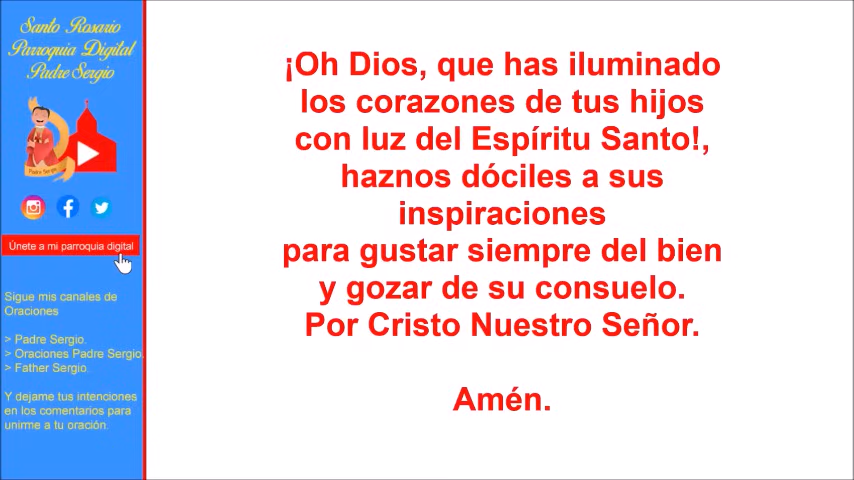 Santo Rosario
Parroquia Digital
Padre Sergio
Padre Sergio
Únete a mi parroquia digital
Sigue mis canales de
Oraciones
> Padre Sergio.
> Oraciones Padre Sergio.
> Father Sergio.
Y dejame tus intenciones
en los comentarios para
unirme a tu oración.
¡Oh Dios, que has iluminado
los corazones de tus hijos
con luz del Espíritu Santo!,
haznos dóciles a sus
inspiraciones
para gustar siempre del bien
y gozar de su consuelo.
Por Cristo Nuestro Señor.
Amén.